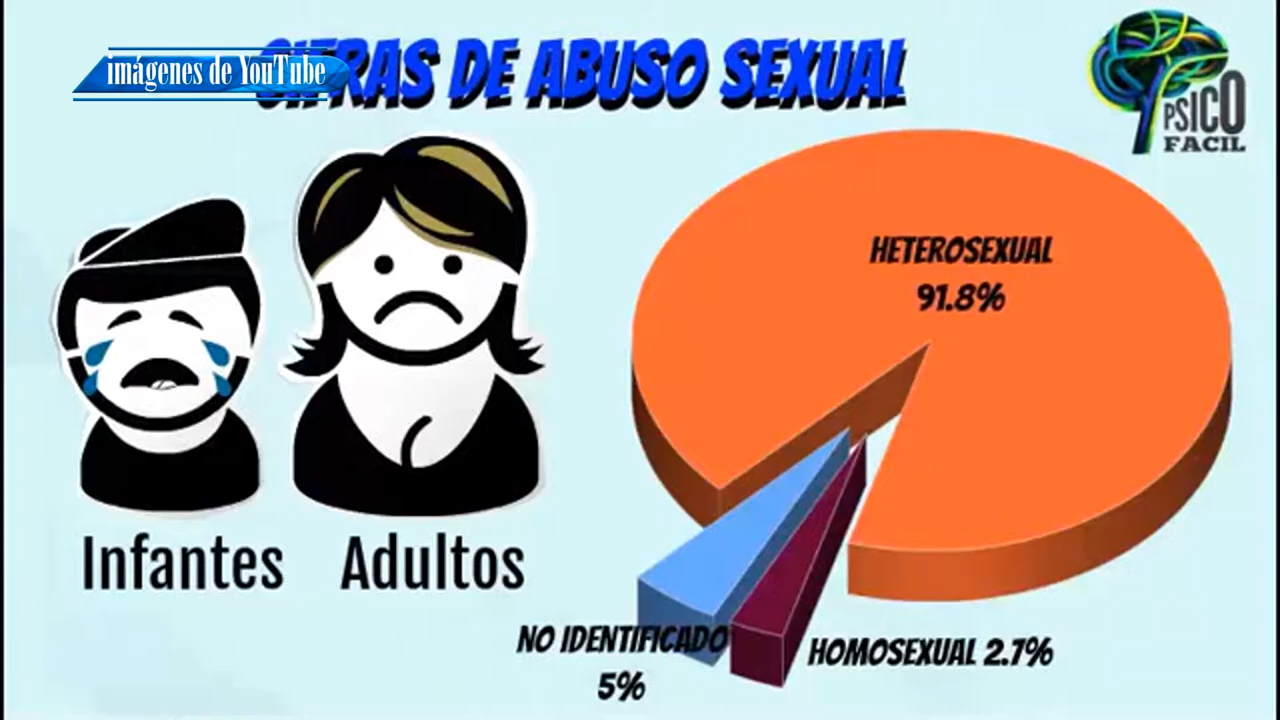 CIFRAS DE ABUSO SEXUAL
imágenes de YouTube
PSICO
FACIL
HETEROSEXUAL
91.8%
Infantes Adultos
NO IDENTIFICADO
5%
HOMOSEXUAL 2.7%